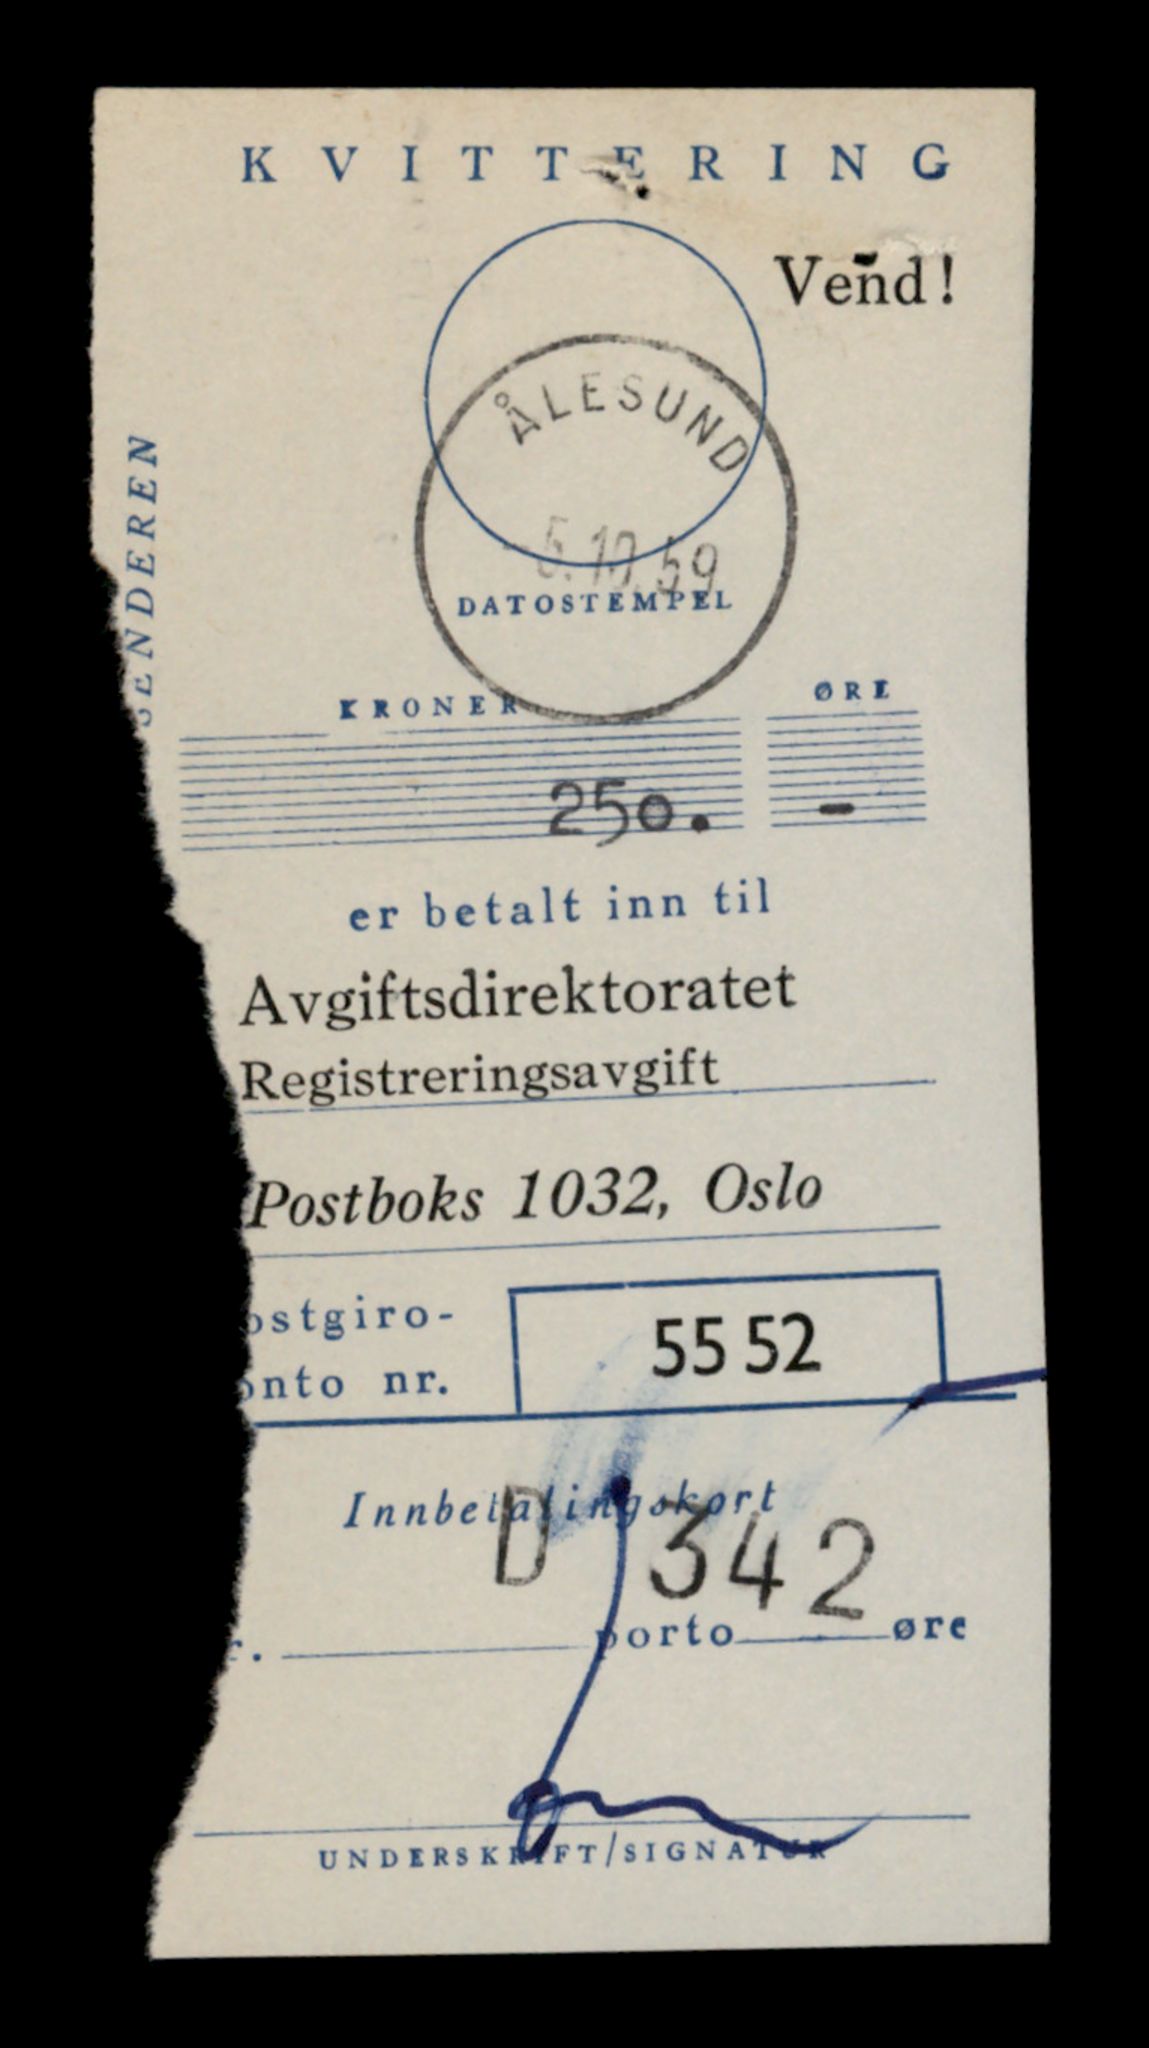 KVITTERING
Vend!
ÅLESUND
5.10.59
DATOSTEMPEL
SENDEREN
KRONER ØRE
250. -
er betalt inn til
Avgiftsdirektoratet
Registreringsavgift
Postboks 1032, Oslo
ostgiro-
onto nr.
55 52
Innbetalingskort
D 342
r. porto øre
UNDERSKRIFT/SIGNATUR